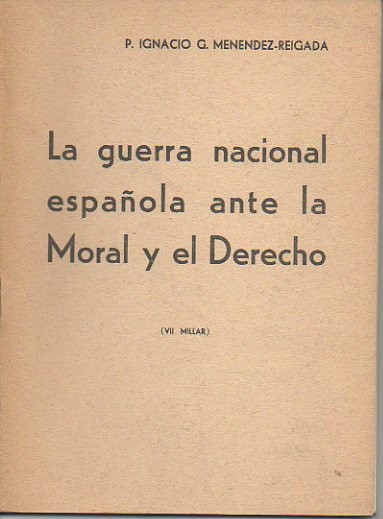 P. IGNACIO G. MENENDEZ-REIGADA
La guerra nacional
española ante la
Moral y el Derecho
(VII MILLAR)